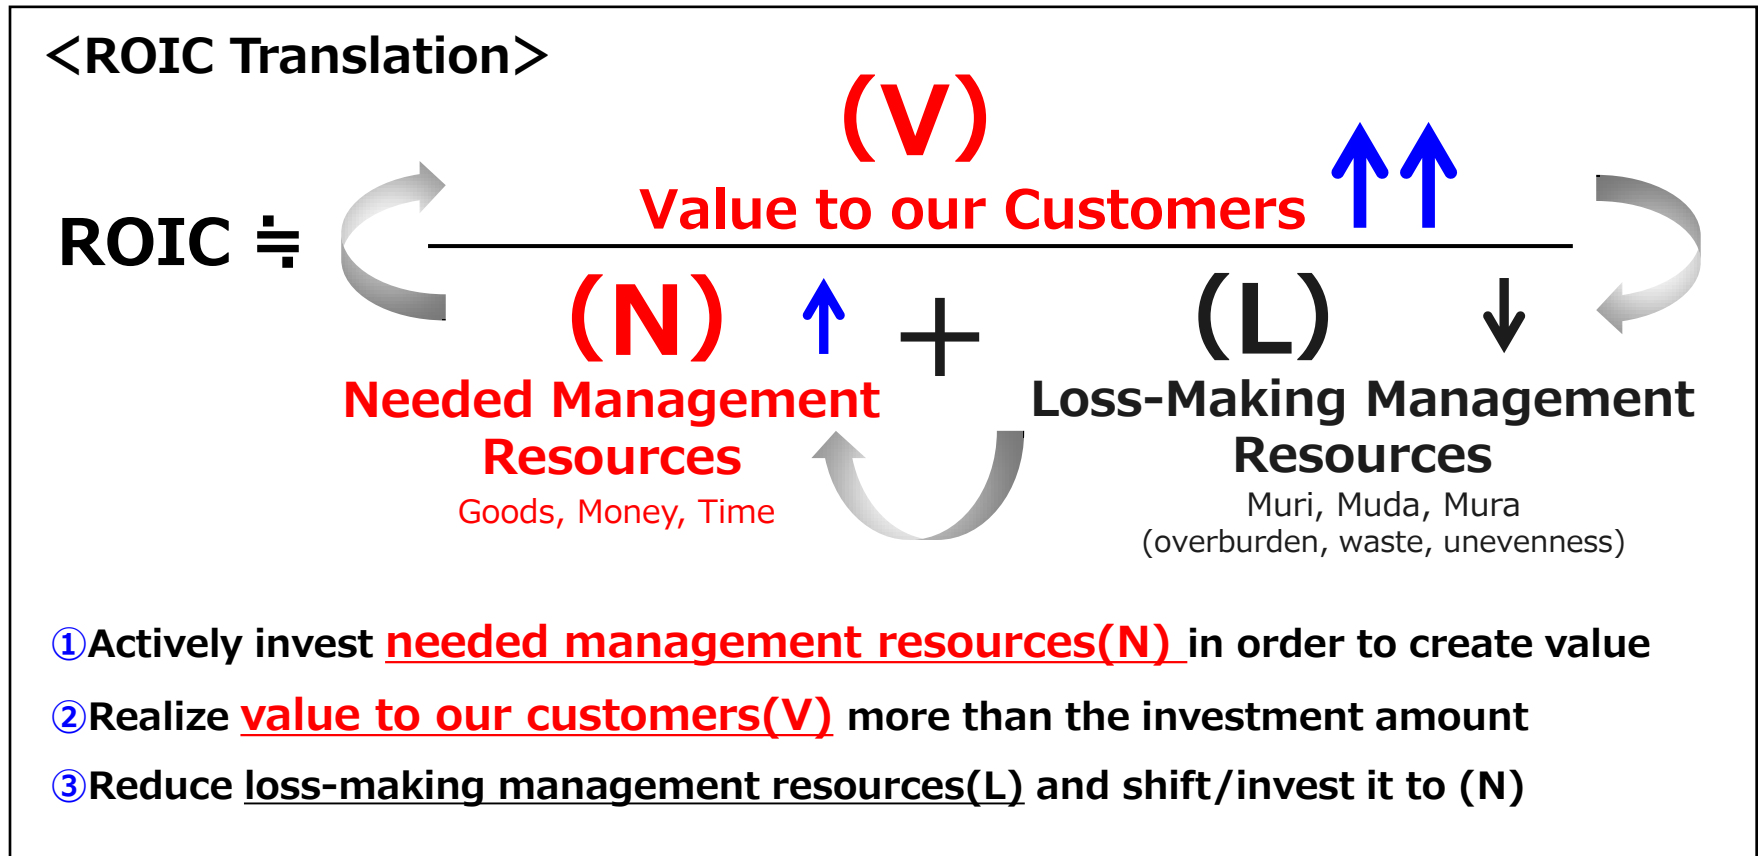 <ROIC Translation>
(V)
Value to our Customers ↑↑
ROIC ≒
(N) ↑ + (L) ↓
Needed Management
Resources
Goods, Money, Time
Loss-Making Management
Resources
Muri, Muda, Mura
(overburden, waste, unevenness)
①Actively invest needed management resources(N) in order to create value
②Realize value to our customers(V) more than the investment amount
③Reduce loss-making management resources(L) and shift/invest it to (N)